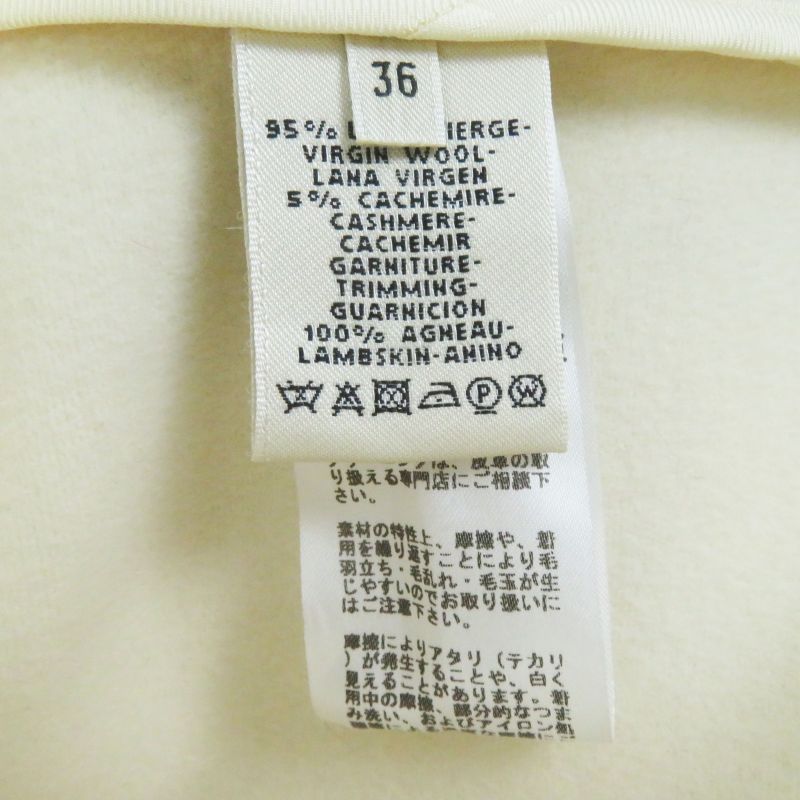 36
95% L HIERGE-
VIRGIN WOOL-
LANA VIRGEN
5% CACHEMIRE-
CASHMERE-
CACHEMIR
GARNITURE-
TRIMMING-
GUARNICION
100% AGNEAU-
LAMBSKIN-ANINO
P
W
は、皮革の取
り扱える専門店にご相談下
さい。
素材の特性上、摩擦や、着
用を繰り返すことにより毛
羽立ち・毛乱れ・毛玉が生
じやすいのでお取り扱いに
はご注意下さい。
摩擦によりアタリ（テカリ
）が発生することや、白く
見えることがあります。着
用中の摩擦、部分的なつま
み洗い、およびアイロン気